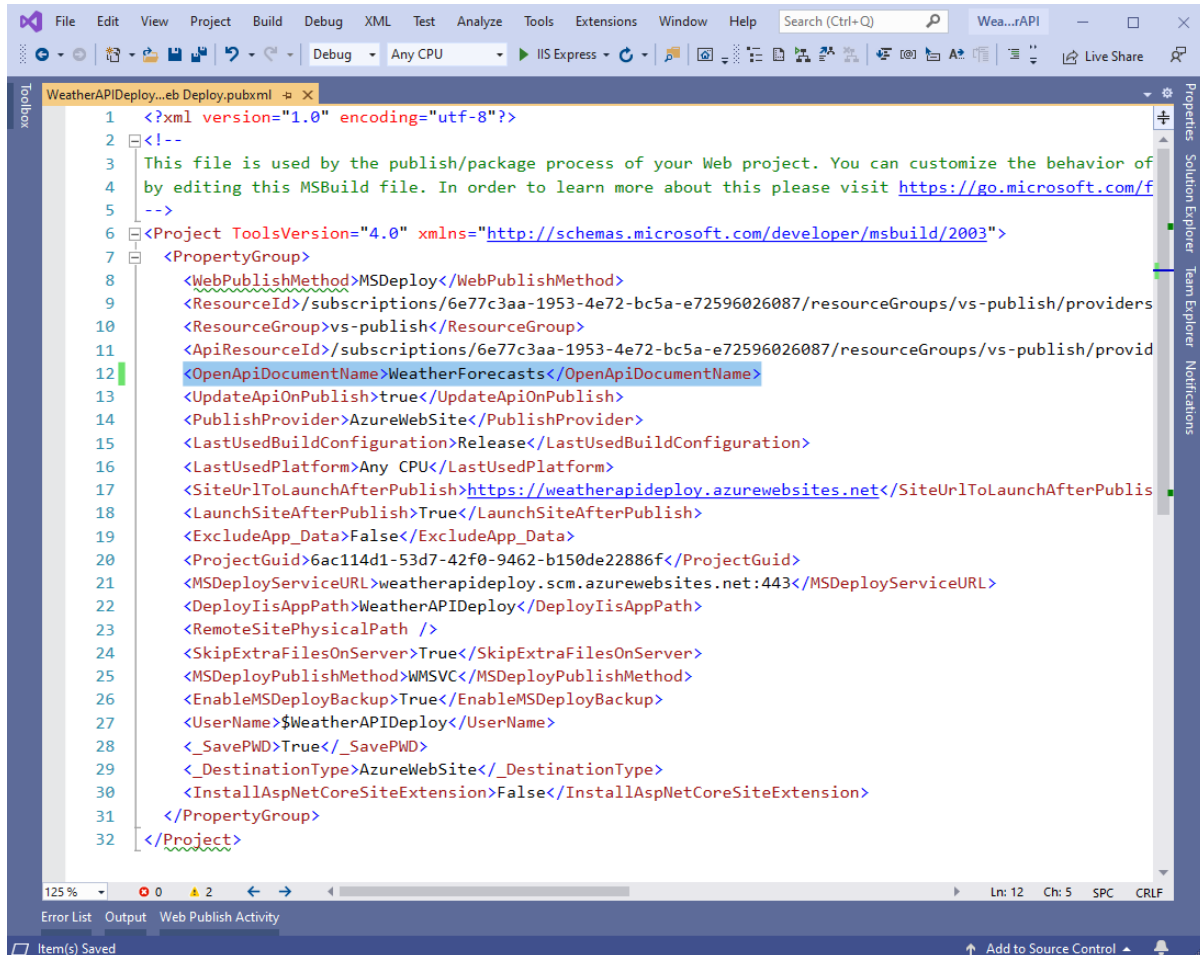 File Edit View Project Build Debug XML Test Analyze Tools Extensions Window Help Search (Ctrl+Q) Wea...rAPI
Debug Any CPU IIS Express Live Share
Toolbox
WeatherAPIDeploy...eb Deploy.pubxml
1 <?xml version="1.0" encoding="utf-8"?>
2 <!--
3 This file is used by the publish/package process of your Web project. You can customize the behavior of
4 by editing this MSBuild file. In order to learn more about this please visit https://go.microsoft.com/f
5 -->
6 <Project ToolsVersion="4.0" xmlns="http://schemas.microsoft.com/developer/msbuild/2003">
7 <PropertyGroup>
8 <WebPublishMethod>MSDeploy</WebPublishMethod>
9 <ResourceId>/subscriptions/6e77c3aa-1953-4e72-bc5a-e72596026087/resourceGroups/vs-publish/providers
10 <ResourceGroup>vs-publish</ResourceGroup>
11 <ApiResourceId>/subscriptions/6e77c3aa-1953-4e72-bc5a-e72596026087/resourceGroups/vs-publish/provid
12 <OpenApiDocumentName>WeatherForecasts</OpenApiDocumentName>
13 <UpdateApiOnPublish>true</UpdateApiOnPublish>
14 <PublishProvider>AzureWebSite</PublishProvider>
15 <LastUsedBuildConfiguration>Release</LastUsedBuildConfiguration>
16 <LastUsedPlatform>Any CPU</LastUsedPlatform>
17 <SiteUrlToLaunchAfterPublish>https://weatherapideploy.azurewebsites.net</SiteUrlToLaunchAfterPublis
18 <LaunchSiteAfterPublish>True</LaunchSiteAfterPublish>
19 <ExcludeApp_Data>False</ExcludeApp_Data>
20 <ProjectGuid>6ac114d1-53d7-42f0-9462-b150de22886f</ProjectGuid>
21 <MSDeployServiceURL>weatherapideploy.scm.azurewebsites.net:443</MSDeployServiceURL>
22 <DeployIisAppPath>WeatherAPIDeploy</DeployIisAppPath>
23 <RemoteSitePhysicalPath />
24 <SkipExtraFilesOnServer>True</SkipExtraFilesOnServer>
25 <MSDeployPublishMethod>WMSVC</MSDeployPublishMethod>
26 <EnableMSDeployBackup>True</EnableMSDeployBackup>
27 <UserName>$WeatherAPIDeploy</UserName>
28 <_SavePWD>True</_SavePWD>
29 <_DestinationType>AzureWebSite</_DestinationType>
30 <InstallAspNetCoreSiteExtension>False</InstallAspNetCoreSiteExtension>
31 </PropertyGroup>
32 </Project>
Properties
Solution Explorer
Team Explorer
Notifications
125 % 0 2 Ln: 12 Ch: 5 SPC CRLF
Error List Output Web Publish Activity
Item(s) Saved Add to Source Control